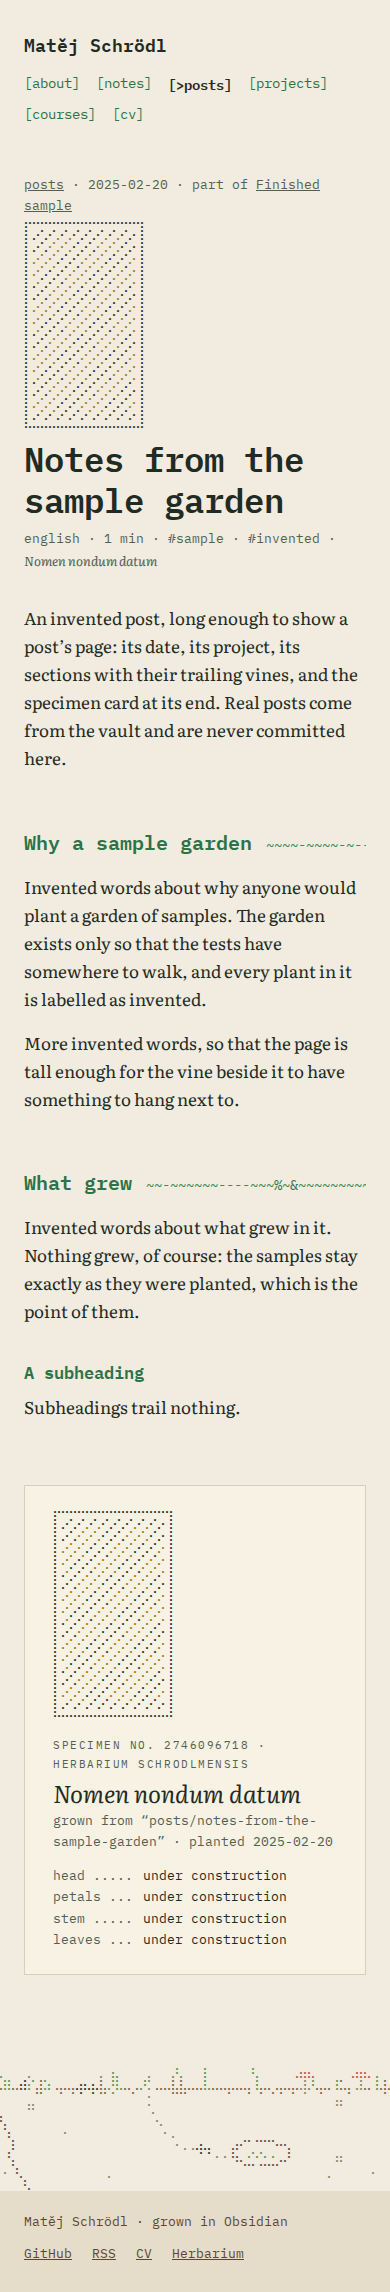 Matěj Schrödl
[about] [notes] [>posts] [projects]
[courses] [cv]
posts · 2025-02-20 · part of Finished
sample
Notes from the
sample garden
english · 1 min · #sample · #invented ·
Nomen nondum datum
An invented post, long enough to show a
post’s page: its date, its project, its
sections with their trailing vines, and the
specimen card at its end. Real posts come
from the vault and are never committed
here.
Why a sample garden ~~~~-~~~~-~-·
Invented words about why anyone would
plant a garden of samples. The garden
exists only so that the tests have
somewhere to walk, and every plant in it
is labelled as invented.
More invented words, so that the page is
tall enough for the vine beside it to have
something to hang next to.
What grew ~~-~~~~~~----~~~%~&~~~~~~~~~
Invented words about what grew in it.
Nothing grew, of course: the samples stay
exactly as they were planted, which is the
point of them.
A subheading
Subheadings trail nothing.
SPECIMEN NO. 2746096718 ·
HERBARIUM SCHRODLMENSIS
Nomen nondum datum
grown from “posts/notes-from-the-
sample-garden” · planted 2025-02-20
head ..... under construction
petals ... under construction
stem ..... under construction
leaves ... under construction
Matěj Schrödl · grown in Obsidian
GitHub RSS CV Herbarium